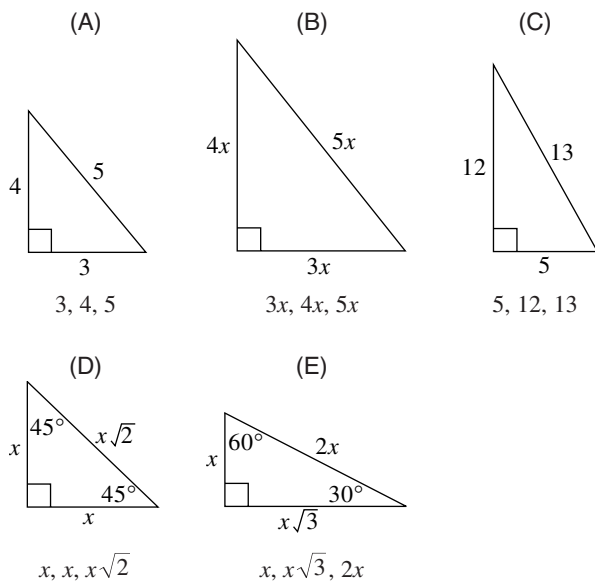 (A) (B) (C)
4 5 3
4x 5x 3x
12 13 5
3, 4, 5
3x, 4x, 5x
5, 12, 13
(D) (E)
45° x√2 x 45° x
60° 2x x 30° x√3
x, x, x√2
x, x√3, 2x